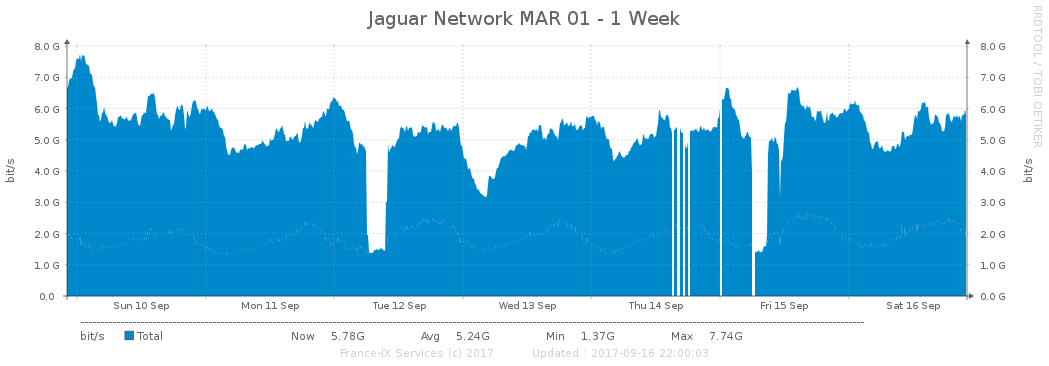 Jaguar Network MAR 01 - 1 Week
RRDTOOL / TOBI OETIKER
bit/s
8.0 G 8.0 G
7.0 G 7.0 G
6.0 G 6.0 G
5.0 G 5.0 G
4.0 G 4.0 G
3.0 G 3.0 G
2.0 G 2.0 G
1.0 G 1.0 G
0.0 0.0 G
bit/s
Sun 10 Sep Mon 11 Sep Tue 12 Sep Wed 13 Sep Thu 14 Sep Fri 15 Sep Sat 16 Sep
bit/s Total Now 5.78G Avg 5.24G Min 1.37G Max 7.74G
France-IX Services (c) 2017 Updated : 2017-09-16 22:00:03